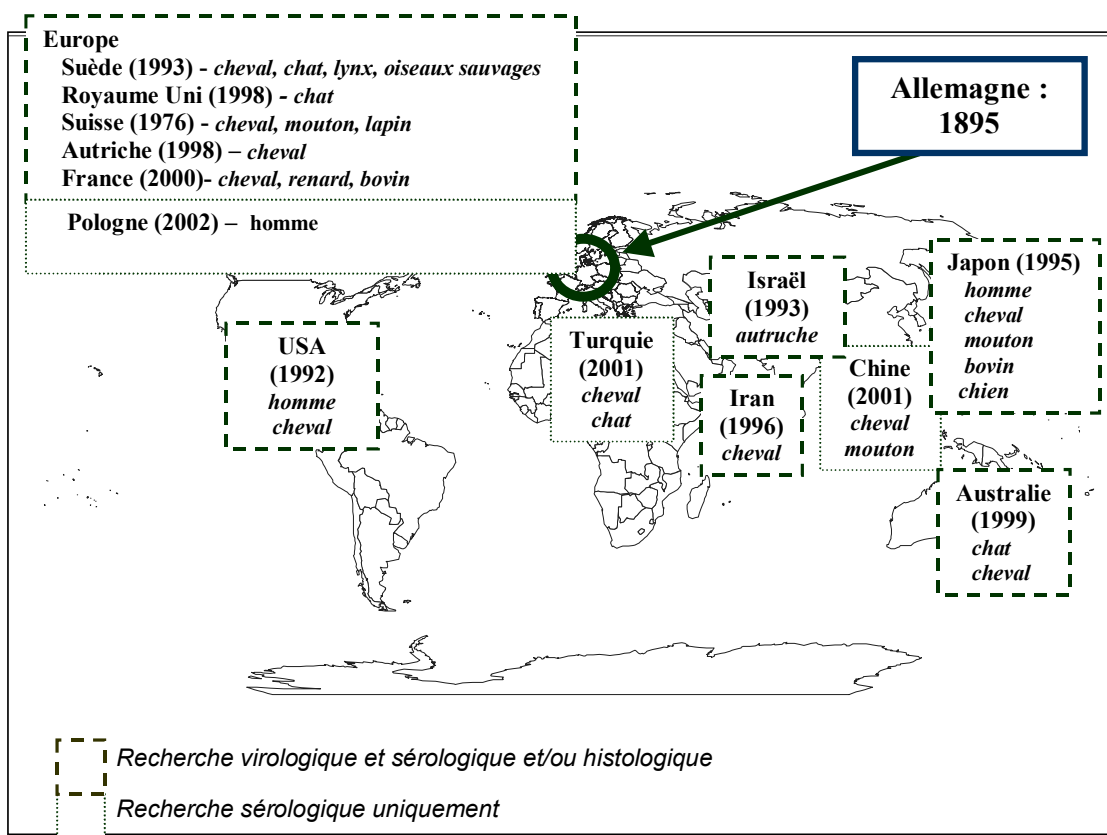 Europe
Suède (1993) - cheval, chat, lynx, oiseaux sauvages
Royaume Uni (1998) - chat
Suisse (1976) - cheval, mouton, lapin
Autriche (1998) – cheval
France (2000)- cheval, renard, bovin
Pologne (2002) – homme
Allemagne :
1895
USA
(1992)
homme
cheval
Turquie
(2001)
cheval
chat
Israël
(1993)
autruche
Iran
(1996)
cheval
Chine
(2001)
cheval
mouton
Japon (1995)
homme
cheval
mouton
bovin
chien
Australie
(1999)
chat
cheval
Recherche virologique et sérologique et/ou histologique
Recherche sérologique uniquement